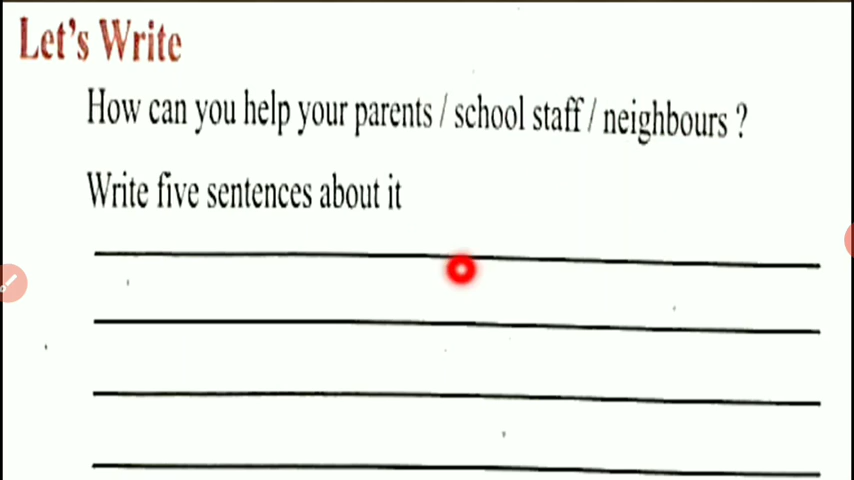 Let's Write
How can you help your parents / school staff / neighbours ?
Write five sentences about it